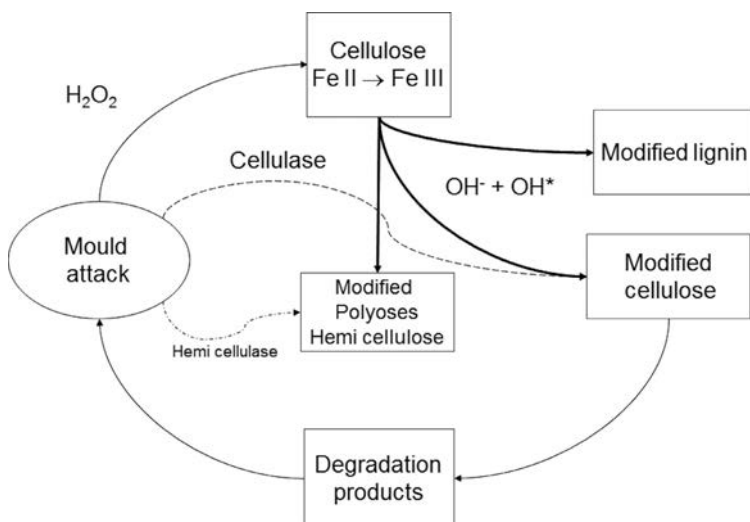 Cellulose
Fe II → Fe III
H₂O₂
Modified lignin
Cellulase
OH⁻ + OH*
Mould
attack
Modified
cellulose
Modified
Polyoses
Hemi cellulose
Hemi cellulase
Degradation
products